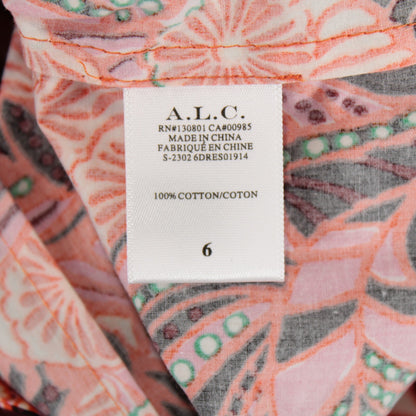 A.L.C.
RN#130801 CA#00985
MADE IN CHINA
FABRIQUÉ EN CHINE
S-2302 6DRES01914
100% COTTON/COTON
6